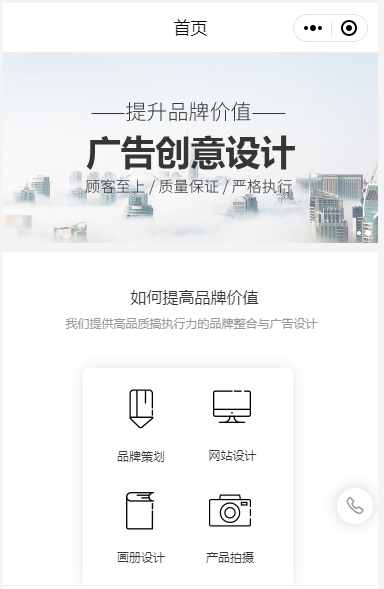 首页
——提升品牌价值——
广告创意设计
顾客至上 / 质量保证 / 严格执行
如何提高品牌价值
我们提供高品质搞执行力的品牌整合与广告设计
品牌策划
网站设计
画册设计
产品拍摄